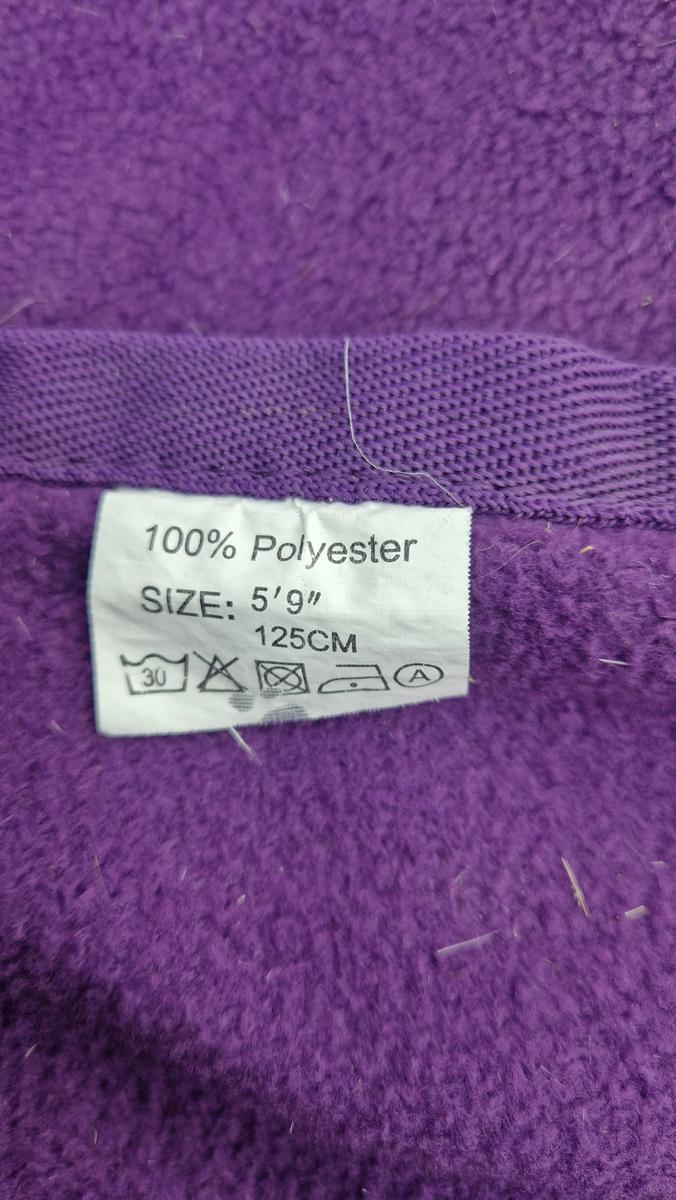 100% Polyester
SIZE: 5'9"
125CM
30 A